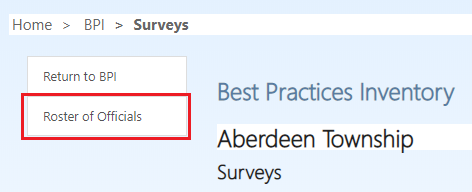 Home > BPI > Surveys
Return to BPI
Roster of Officials
Best Practices Inventory
Aberdeen Township
Surveys